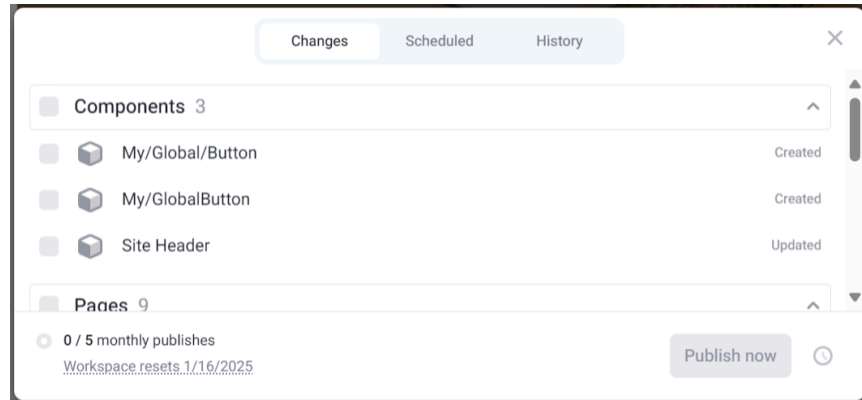 Changes Scheduled History
Components 3
My/Global/Button Created
My/GlobalButton Created
Site Header Updated
Pages 9
0 / 5 monthly publishes
Workspace resets 1/16/2025
Publish now